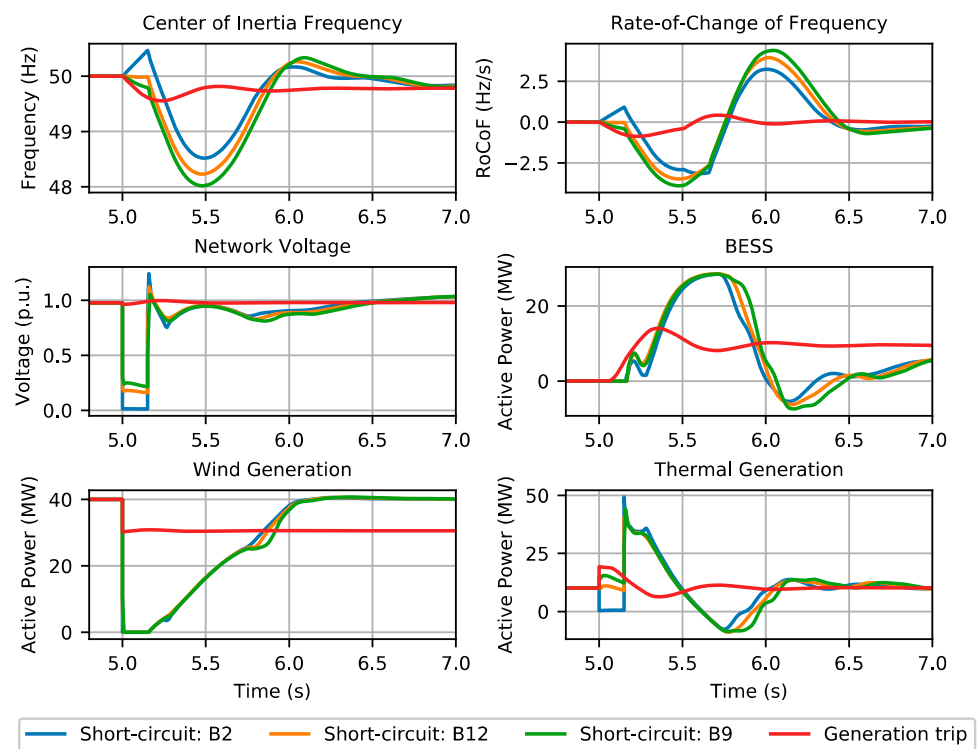 Center of Inertia Frequency
Frequency (Hz)
50
49
48
5.0 5.5 6.0 6.5 7.0
Rate-of-Change of Frequency
RoCoF (Hz/s)
2.5
0.0
−2.5
5.0 5.5 6.0 6.5 7.0
Network Voltage
Voltage (p.u.)
1.0
0.5
0.0
5.0 5.5 6.0 6.5 7.0
BESS
Active Power (MW)
20
0
5.0 5.5 6.0 6.5 7.0
Wind Generation
Active Power (MW)
40
20
0
5.0 5.5 6.0 6.5 7.0
Time (s)
Thermal Generation
Active Power (MW)
50
25
0
5.0 5.5 6.0 6.5 7.0
Time (s)
Short-circuit: B2 Short-circuit: B12 Short-circuit: B9 Generation trip